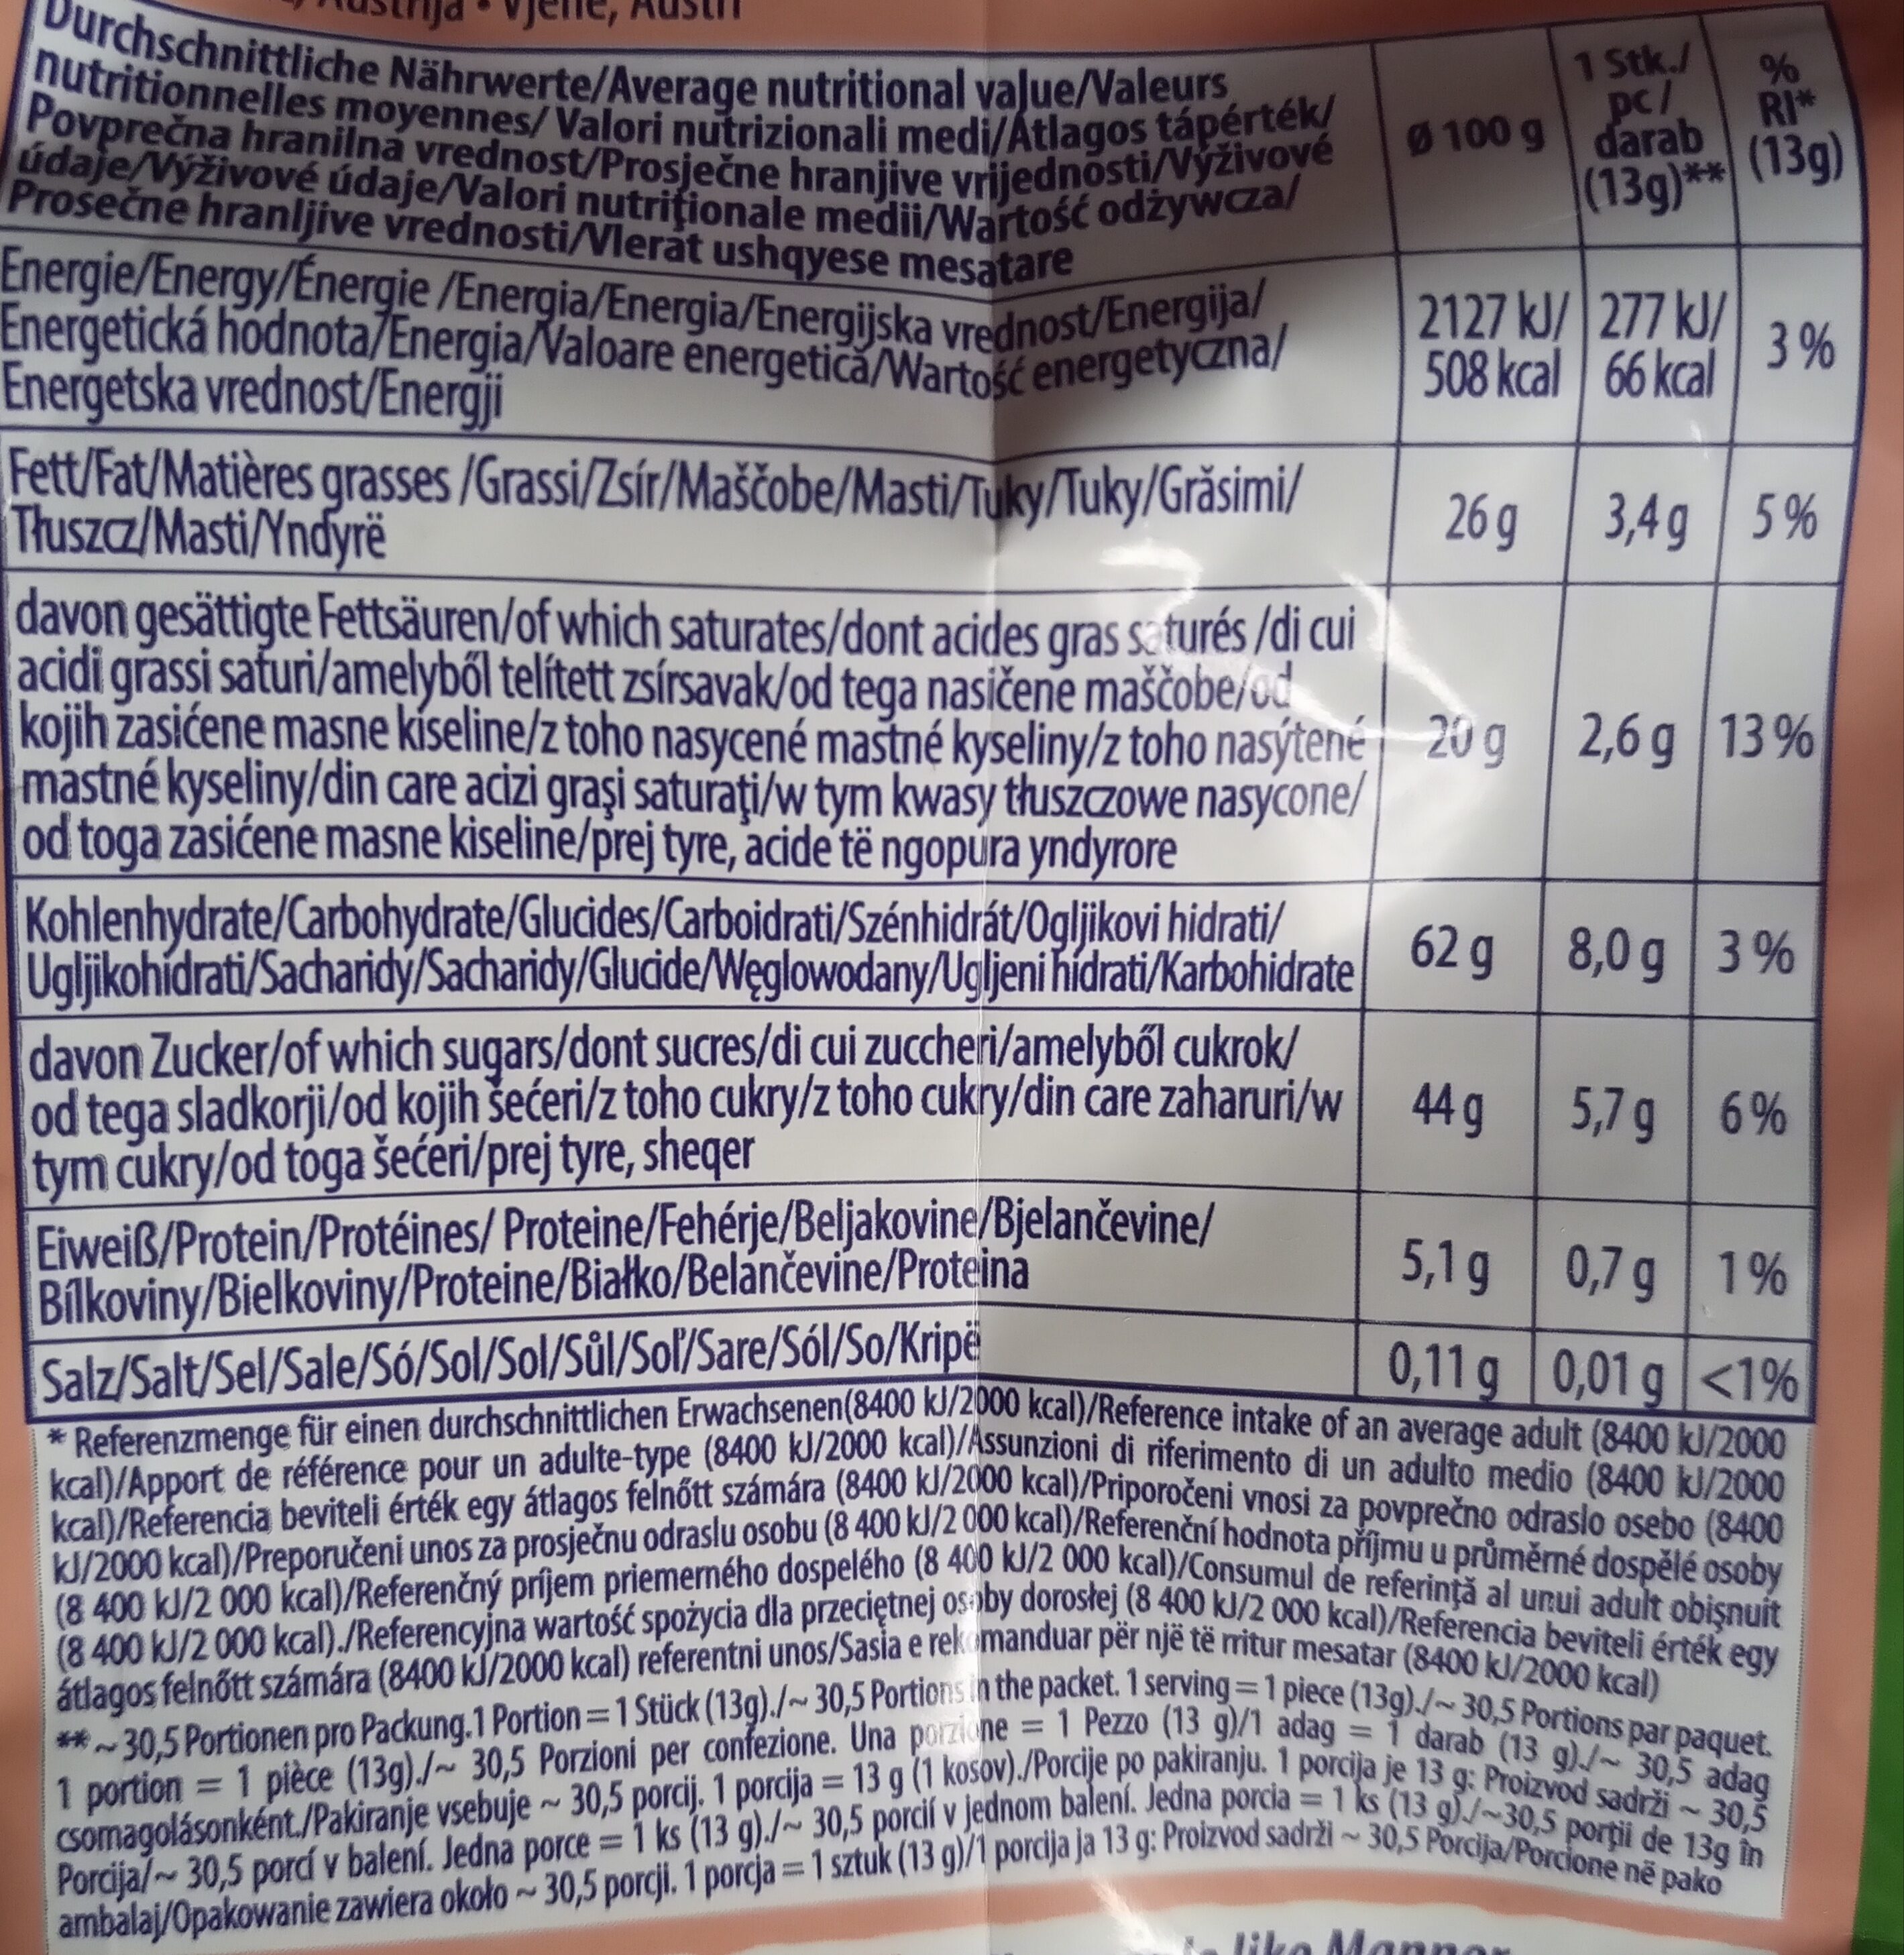 Austrija • Vjenë, Austri
Durchschnittliche Nährwerte/Average nutritional value/Valeurs
nutritionnelles moyennes/ Valori nutrizionali medi/Átlagos tápérték/
Povprečna hranilna vrednost/Prosječne hranjive vrijednosti/Výživové
údaje/Výživové údaje/Valori nutriţionale medii/Wartość odżywcza/
Prosečne hranljive vrednosti/Vlerat ushqyese mesatare
Ø 100 g
1 Stk./
pc/
darab
(13g)**
%
RI*
(13g)
Energie/Energy/Énergie /Energia/Energia/Energijska vrednost/Energija/
Energetická hodnota/Energia/Valoare energetică/Wartość energetyczna/
Energetska vrednost/Energji
2127 kJ/
508 kcal
277 kJ/
66 kcal
3 %
Fett/Fat/Matières grasses /Grassi/Zsír/Maščobe/Masti/Tuky/Tuky/Grăsimi/
Tłuszcz/Masti/Yndyrë
26 g
3,4 g
5 %
davon gesättigte Fettsäuren/of which saturates/dont acides gras saturés /di cui
acidi grassi saturi/amelyből telített zsírsavak/od tega nasičene maščobe/od
kojih zasićene masne kiseline/z toho nasycené mastné kyseliny/z toho nasýtené
mastné kyseliny/din care acizi graşi saturaţi/w tym kwasy tłuszczowe nasycone/
od toga zasićene masne kiseline/prej tyre, acide të ngopura yndyrore
20 g
2,6 g
13 %
Kohlenhydrate/Carbohydrate/Glucides/Carboidrati/Szénhidrát/Ogljikovi hidrati/
Ugljikohidrati/Sacharidy/Sacharidy/Glucide/Węglowodany/Ugljeni hidrati/Karbohidrate
62 g
8,0 g
3 %
davon Zucker/of which sugars/dont sucres/di cui zuccheri/amelyből cukrok/
od tega sladkorji/od kojih šećeri/z toho cukry/z toho cukry/din care zaharuri/w
tym cukry/od toga šećeri/prej tyre, sheqer
44 g
5,7 g
6 %
Eiweiß/Protein/Protéines/ Proteine/Fehérje/Beljakovine/Bjelančevine/
Bílkoviny/Bielkoviny/Proteine/Białko/Belančevine/Proteina
5,1 g
0,7 g
1 %
Salz/Salt/Sel/Sale/Só/Sol/Sol/Sůl/Soľ/Sare/Sól/So/Kripë
0,11 g
0,01 g
<1%
* Referenzmenge für einen durchschnittlichen Erwachsenen(8400 kJ/2000 kcal)/Reference intake of an average adult (8400 kJ/2000
kcal)/Apport de référence pour un adulte-type (8400 kJ/2000 kcal)/Assunzioni di riferimento di un adulto medio (8400 kJ/2000
kcal)/Referencia beviteli érték egy átlagos felnőtt számára (8400 kJ/2000 kcal)/Priporočeni vnosi za povprečno odraslo osebo (8400
kJ/2000 kcal)/Preporučeni unos za prosječnu odraslu osobu (8 400 kJ/2 000 kcal)/Referenční hodnota příjmu u průměrné dospělé osoby
(8 400 kJ/2 000 kcal)/Referenčný príjem priemerného dospelého (8 400 kJ/2 000 kcal)/Consumul de referinţă al unui adult obişnuit
(8 400 kJ/2 000 kcal)./Referencyjna wartość spożycia dla przeciętnej osoby dorosłej (8 400 kJ/2 000 kcal)/Referencia beviteli érték egy
átlagos felnőtt számára (8400 kJ/2000 kcal) referentni unos/Sasia e rekomanduar për një të rritur mesatar (8400 kJ/2000 kcal)
** ~ 30,5 Portionen pro Packung.1 Portion = 1 Stück (13g)./~ 30,5 Portions in the packet. 1 serving = 1 piece (13g)./~ 30,5 Portions par paquet.
1 portion = 1 pièce (13g)./~ 30,5 Porzioni per confezione. Una porzione = 1 Pezzo (13 g)/1 adag = 1 darab (13 g)./~ 30,5 adag
csomagolásonként./Pakiranje vsebuje ~ 30,5 porcij. 1 porcija = 13 g (1 kosov)./Porcije po pakiranju. 1 porcija je 13 g: Proizvod sadrži ~ 30,5
Porcija/~ 30,5 porcí v balení. Jedna porce = 1 ks (13 g)./~ 30,5 porcií v jednom balení. Jedna porcia = 1 ks (13 g)./~30,5 porţii de 13g în
ambalaj/Opakowanie zawiera około ~ 30,5 porcji. 1 porcja = 1 sztuk (13 g)/1 porcija ja 13 g: Proizvod sadrži ~ 30,5 Porcija/Porcione në pako
like Manner